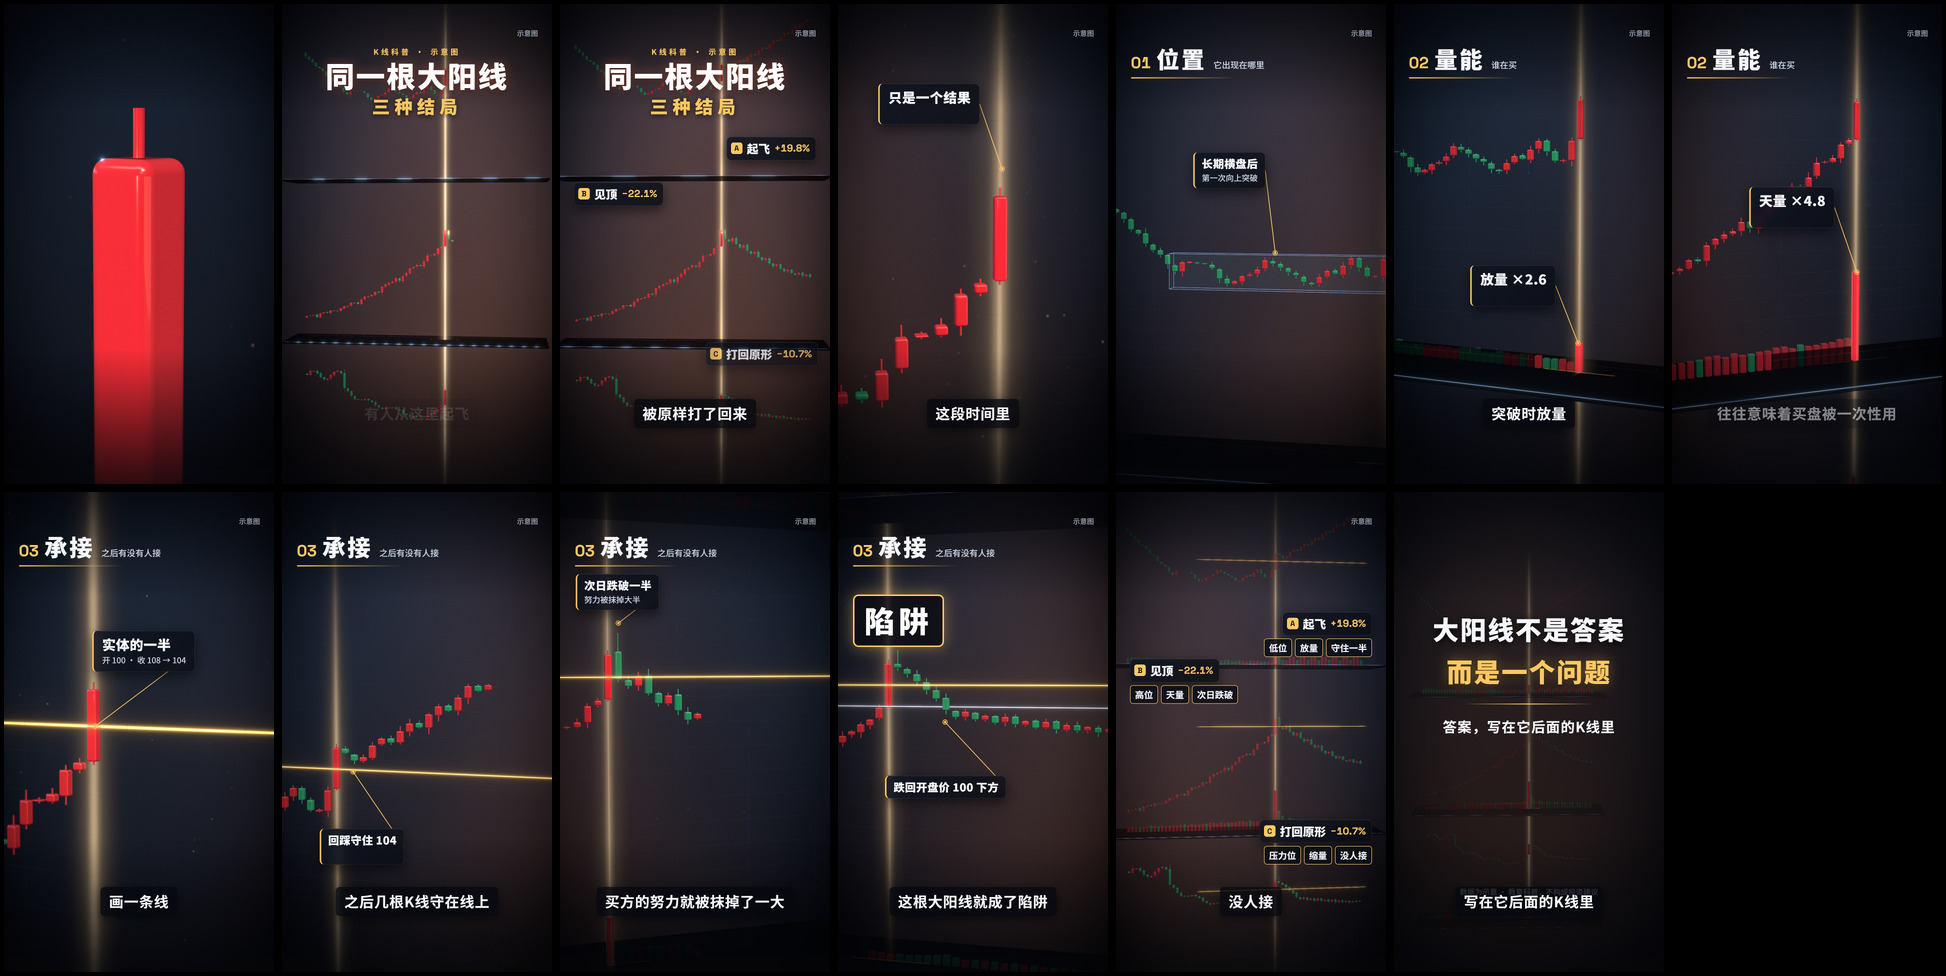 示意图
K线科普 · 示意图
同一根大阳线
三种结局
有人从这里起飞
示意图
K线科普 · 示意图
同一根大阳线
三种结局
A 起飞 +19.8%
B 见顶 -22.1%
C 打回原形 -10.7%
被原样打了回来
示意图
只是一个结果
这段时间里
示意图
01 位置 它出现在哪里
长期横盘后
第一次向上突破
示意图
02 量能 谁在买
放量 ×2.6
突破时放量
示意图
02 量能 谁在买
天量 ×4.8
往往意味着买盘被一次性用
示意图
03 承接 之后有没有人接
实体的一半
开 100 · 收 108 → 104
画一条线
示意图
03 承接 之后有没有人接
回踩守住 104
之后几根K线守在线上
示意图
03 承接 之后有没有人接
次日跌破一半
努力被抹掉大半
买方的努力就被抹掉了一大
示意图
03 承接 之后有没有人接
陷阱
跌回开盘价 100 下方
这根大阳线就成了陷阱
示意图
A 起飞 +19.8%
低位 放量 守住一半
B 见顶 -22.1%
高位 天量 次日跌破
C 打回原形 -10.7%
压力位 缩量 没人接
没人接
大阳线不是答案
而是一个问题
答案，写在它后面的K线里
写在它后面的K线里